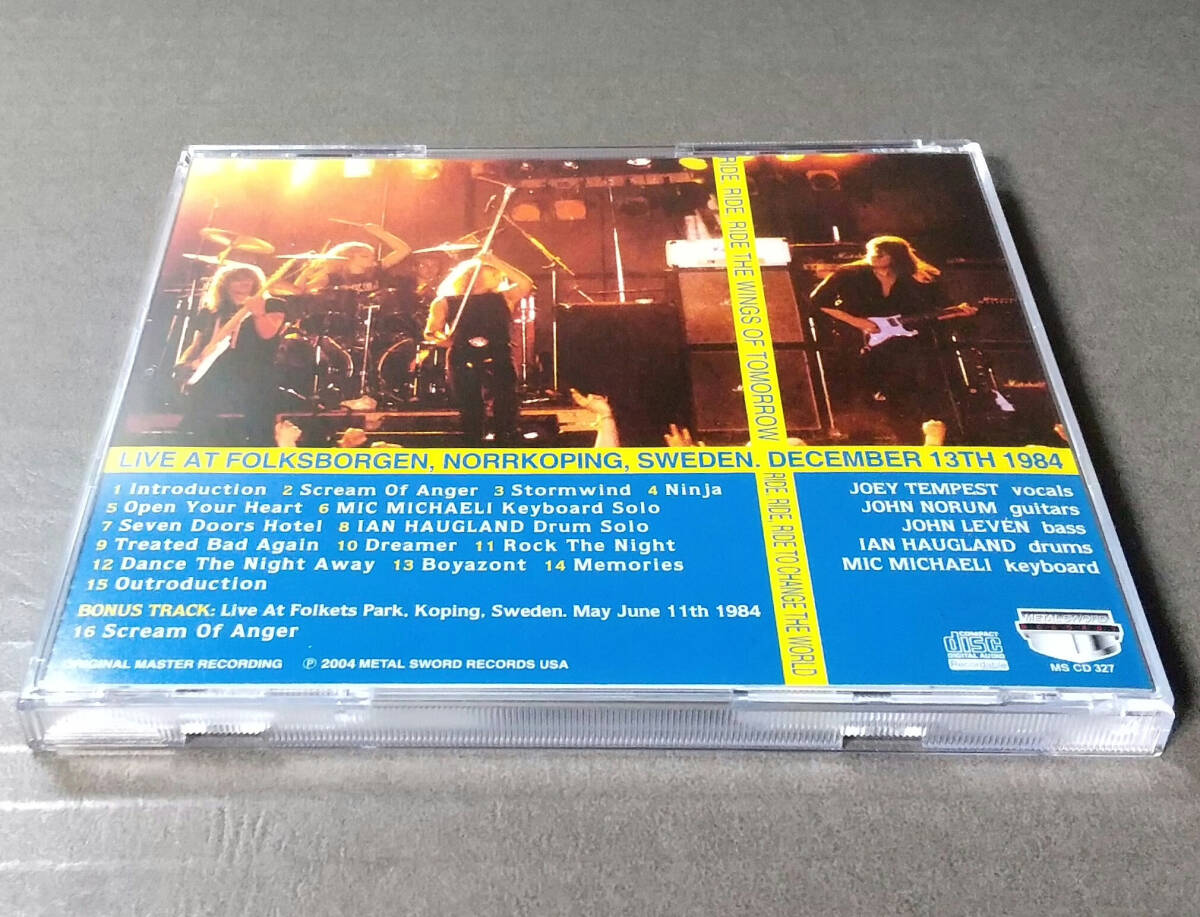 RIDE RIDE RIDE THE WINGS OF TOMORROW RIDE RIDE RIDE TO CHANGE THE WORLD
LIVE AT FOLKSBORGEN, NORRKOPING, SWEDEN. DECEMBER 13TH 1984
1 Introduction 2 Scream Of Anger 3 Stormwind 4 Ninja
5 Open Your Heart 6 MIC MICHAELI Keyboard Solo
7 Seven Doors Hotel 8 IAN HAUGLAND Drum Solo
9 Treated Bad Again 10 Dreamer 11 Rock The Night
12 Dance The Night Away 13 Boyazont 14 Memories
15 Outroduction
BONUS TRACK: Live At Folkets Park, Koping, Sweden. May June 11th 1984
16 Scream Of Anger
ORIGINAL MASTER RECORDING ℗ 2004 METAL SWORD RECORDS USA
JOEY TEMPEST vocals
JOHN NORUM guitars
JOHN LEVÉN bass
IAN HAUGLAND drums
MIC MICHAELI keyboard
COMPACT
disc
DIGITAL AUDIO
Recordable
METAL SWORD
RECORDS
MS CD 327